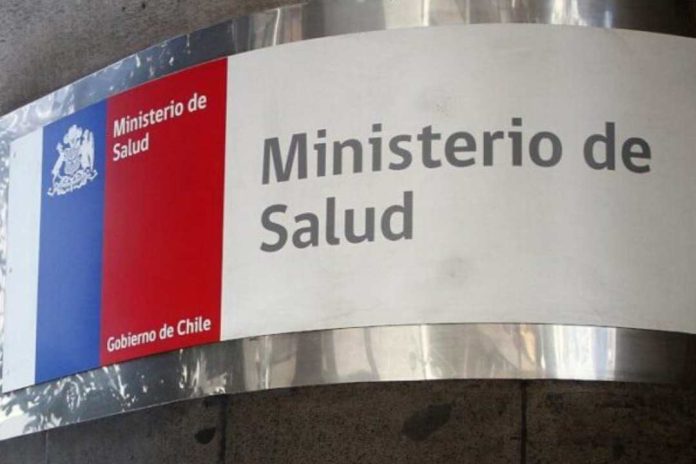 Ministerio de
Salud
Gobierno de Chile
Ministerio de
Salud